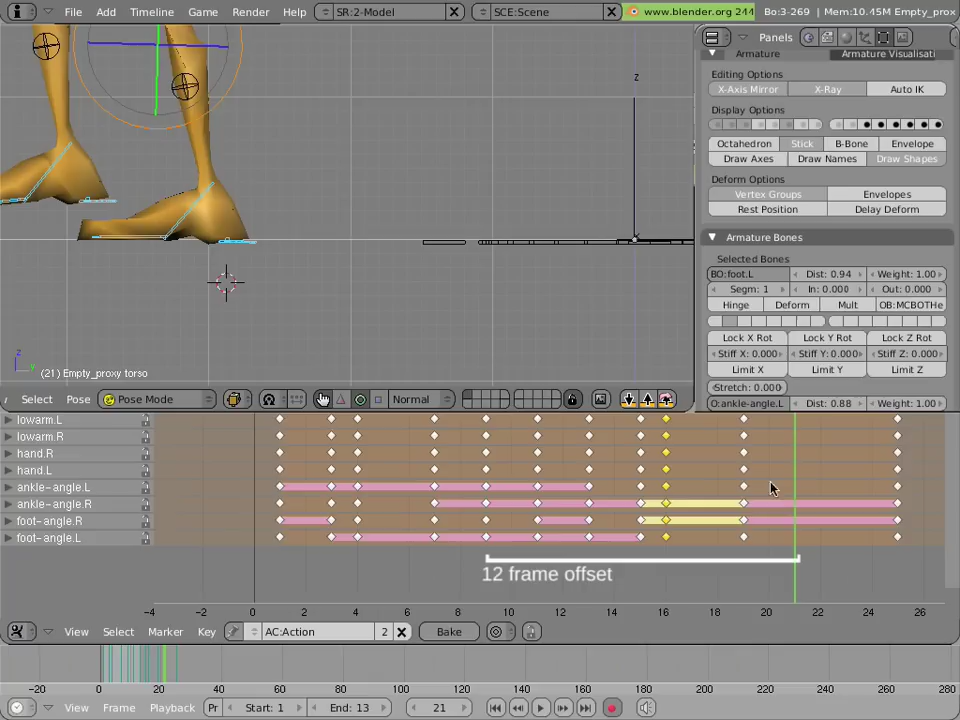 File Add Timeline Game Render Help SR:2-Model SCE:Scene www.blender.org 244 Bo:3-269 | Mem:10.45M Empty_prox
Panels
Armature Armature Visualisati
Editing Options
X-Axis Mirror X-Ray Auto IK
Display Options
Octahedron Stick B-Bone Envelope
Draw Axes Draw Names Draw Shapes
Deform Options
Vertex Groups Envelopes
Rest Position Delay Deform
Armature Bones
Selected Bones
BO:foot.L Dist: 0.94 Weight: 1.00
Segm: 1 In: 0.000 Out: 0.000
Hinge Deform Mult OB:MCBOTHe
Lock X Rot Lock Y Rot Lock Z Rot
Stiff X: 0.000 Stiff Y: 0.000 Stiff Z: 0.000
Limit X Limit Y Limit Z
Stretch: 0.000
O:ankle-angle.L Dist: 0.88 Weight: 1.00
z
z
y
(21) Empty_proxy torso
Select Pose Pose Mode Normal
lowarm.L
lowarm.R
hand.R
hand.L
ankle-angle.L
ankle-angle.R
foot-angle.R
foot-angle.L
12 frame offset
-4 -2 0 2 4 6 8 10 12 14 16 18 20 22 24 26
View Select Marker Key AC:Action 2 Bake
-20 0 20 40 60 80 100 120 140 160 180 200 220 240 260 280
View Frame Playback Pr Start: 1 End: 13 21